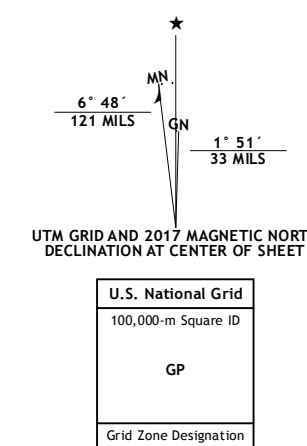 ★
MN
6° 48´
121 MILS
GN
1° 51´
33 MILS
UTM GRID AND 2017 MAGNETIC NORT
DECLINATION AT CENTER OF SHEET
U.S. National Grid
100,000-m Square ID
GP
Grid Zone Designation